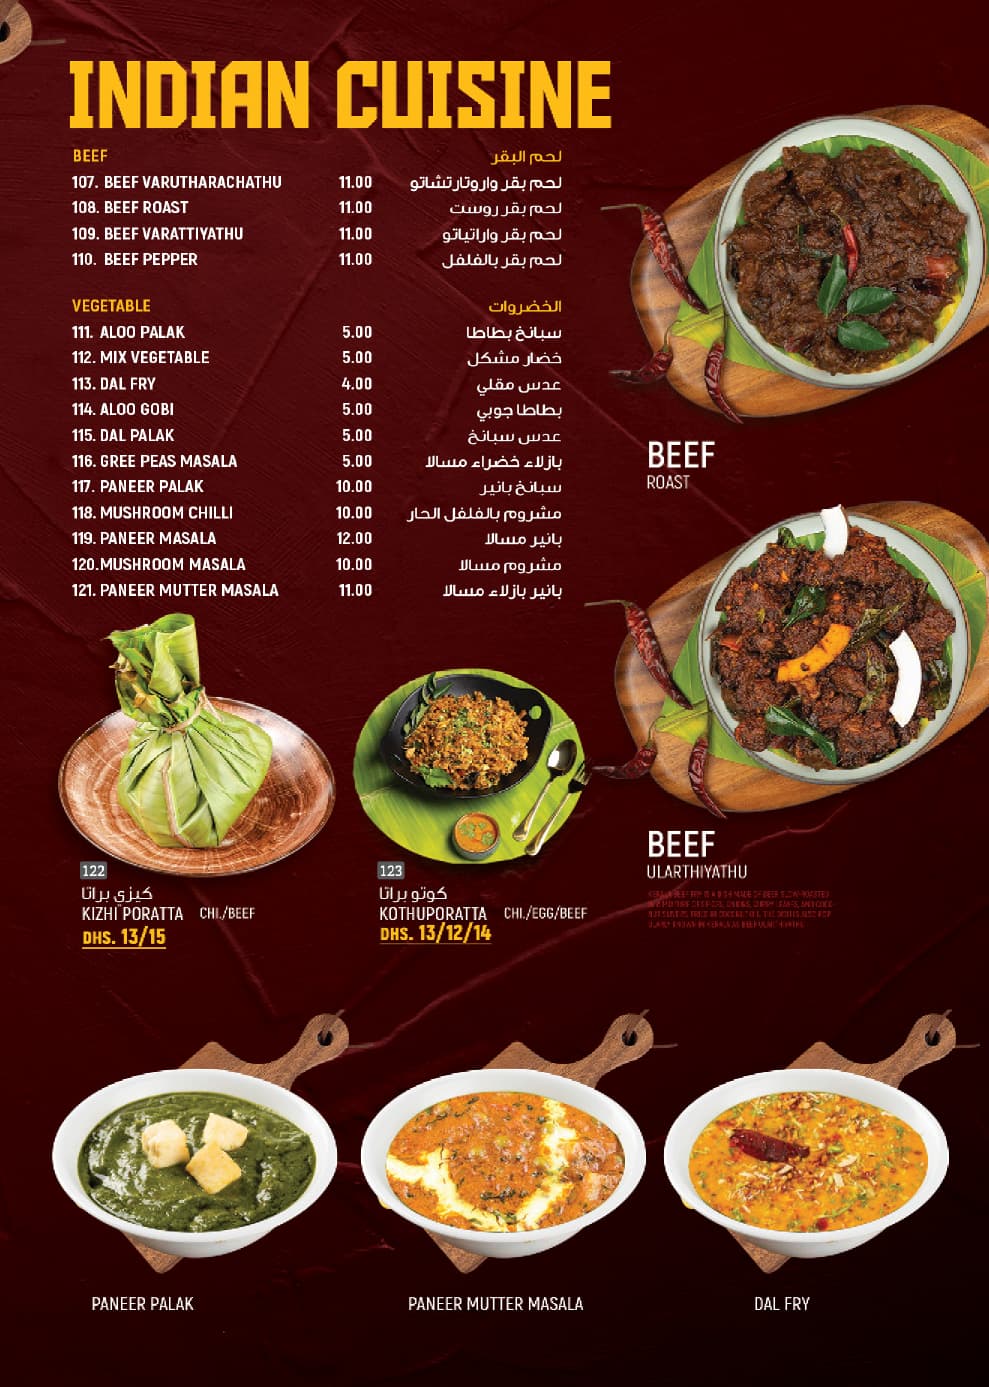 INDIAN CUISINE
BEEF لحم البقر
107. BEEF VARUTHARACHATHU 11.00 لحم بقر واروتارتشاتو
108. BEEF ROAST 11.00 لحم بقر روست
109. BEEF VARATTIYATHU 11.00 لحم بقر واراتياتو
110. BEEF PEPPER 11.00 لحم بقر بالفلفل
VEGETABLE الخضروات
111. ALOO PALAK 5.00 سبانخ بطاطا
112. MIX VEGETABLE 5.00 خضار مشكل
113. DAL FRY 4.00 عدس مقلي
114. ALOO GOBI 5.00 بطاطا جوبي
115. DAL PALAK 5.00 عدس سبانخ
116. GREE PEAS MASALA 5.00 بازلاء خضراء مسالا
117. PANEER PALAK 10.00 سبانخ بانير
118. MUSHROOM CHILLI 10.00 مشروم بالفلفل الحار
119. PANEER MASALA 12.00 بانير مسالا
120.MUSHROOM MASALA 10.00 مشروم مسالا
121. PANEER MUTTER MASALA 11.00 بانير بازلاء مسالا
BEEF
ROAST
BEEF
ULARTHIYATHU
122
كيزي براتا
KIZHI PORATTA CHI./BEEF
DHS. 13/15
123
كوتو براتا
KOTHUPORATTA CHI./EGG/BEEF
DHS. 13/12/14
PANEER PALAK
PANEER MUTTER MASALA
DAL FRY